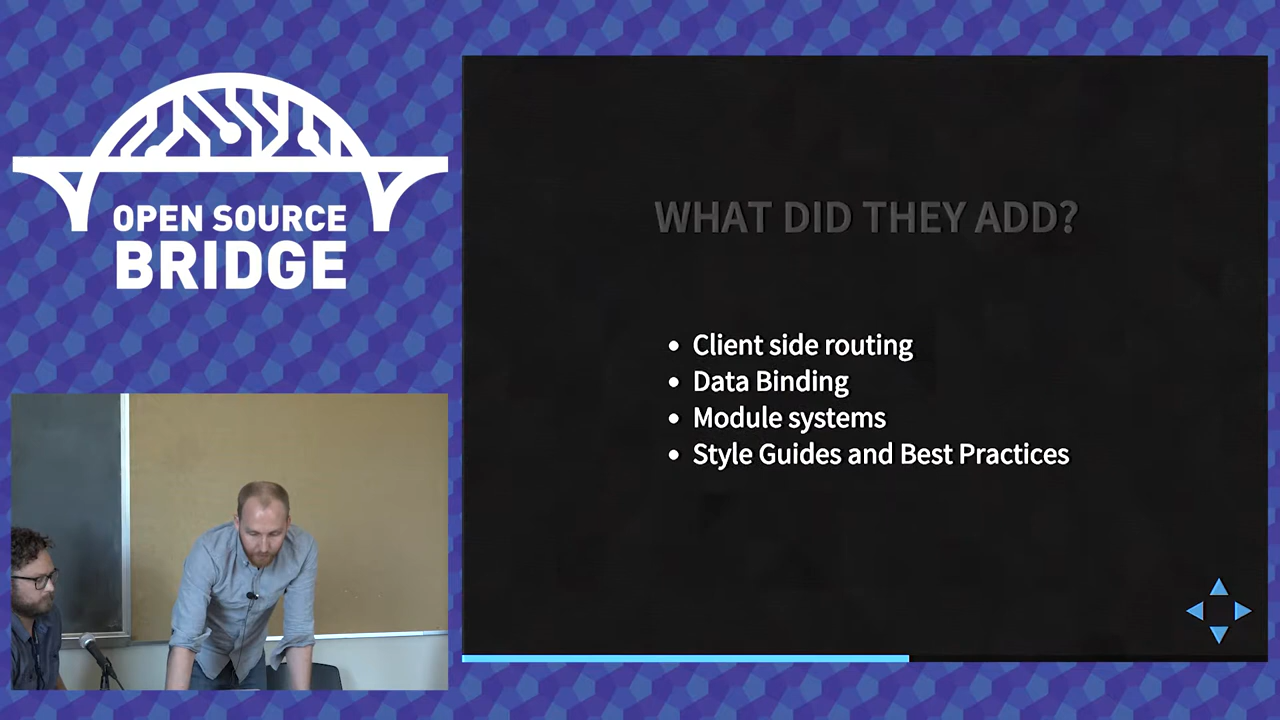 OPEN SOURCE
BRIDGE
WHAT DID THEY ADD?
Client side routing
Data Binding
Module systems
Style Guides and Best Practices